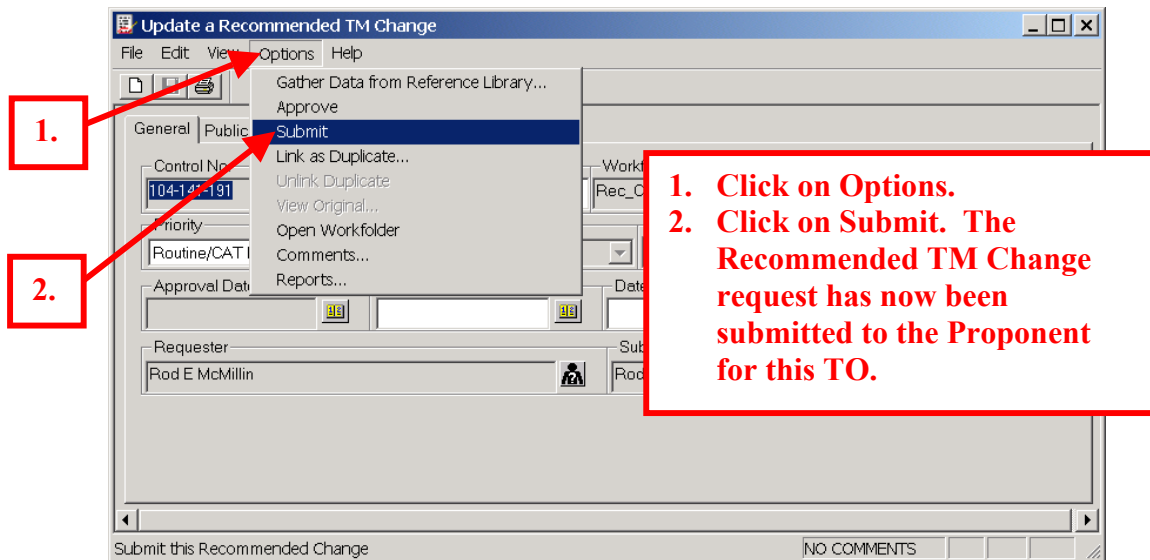 Update a Recommended TM Change
File Edit View Options Help
Gather Data from Reference Library...
Approve
Submit
Link as Duplicate...
Unlink Duplicate
View Original...
Open Workfolder
Comments...
Reports...
1.
2.
General Public
Control No
104-141-191
Rec_C
Priority
Routine/CAT
Approval Date
Date
Requester
Rod E McMillin
Sub
Rod
1. Click on Options.
2. Click on Submit. The
Recommended TM Change
request has now been
submitted to the Proponent
for this TO.
Submit this Recommended Change
NO COMMENTS